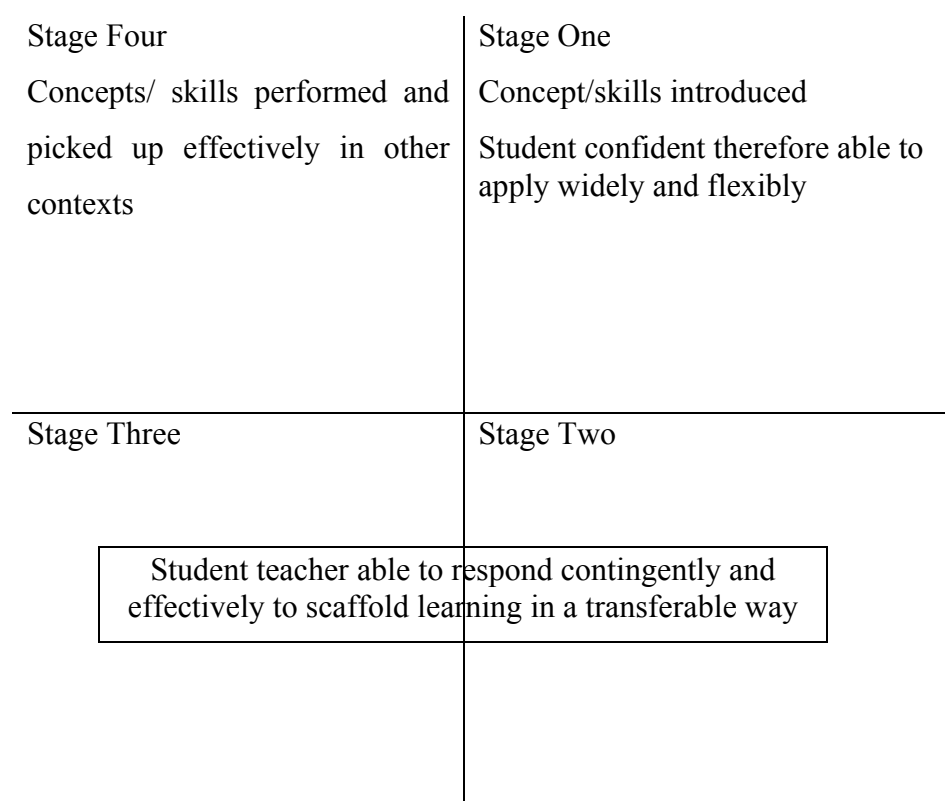 Stage Four
Concepts/ skills performed and
picked up effectively in other
contexts
Stage One
Concept/skills introduced
Student confident therefore able to
apply widely and flexibly
Stage Three
Stage Two
Student teacher able to respond contingently and
effectively to scaffold learning in a transferable way